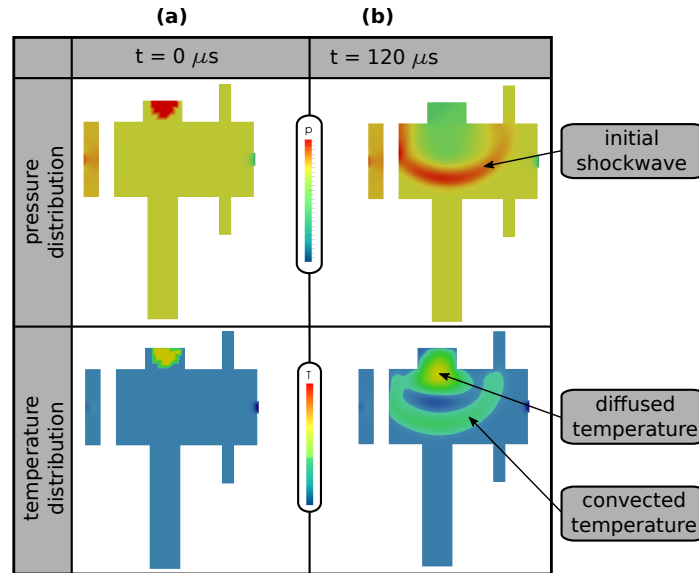 (a)
(b)
t = 0 μs
t = 120 μs
pressure
distribution
p
initial
shockwave
temperature
distribution
T
diffused
temperature
convected
temperature